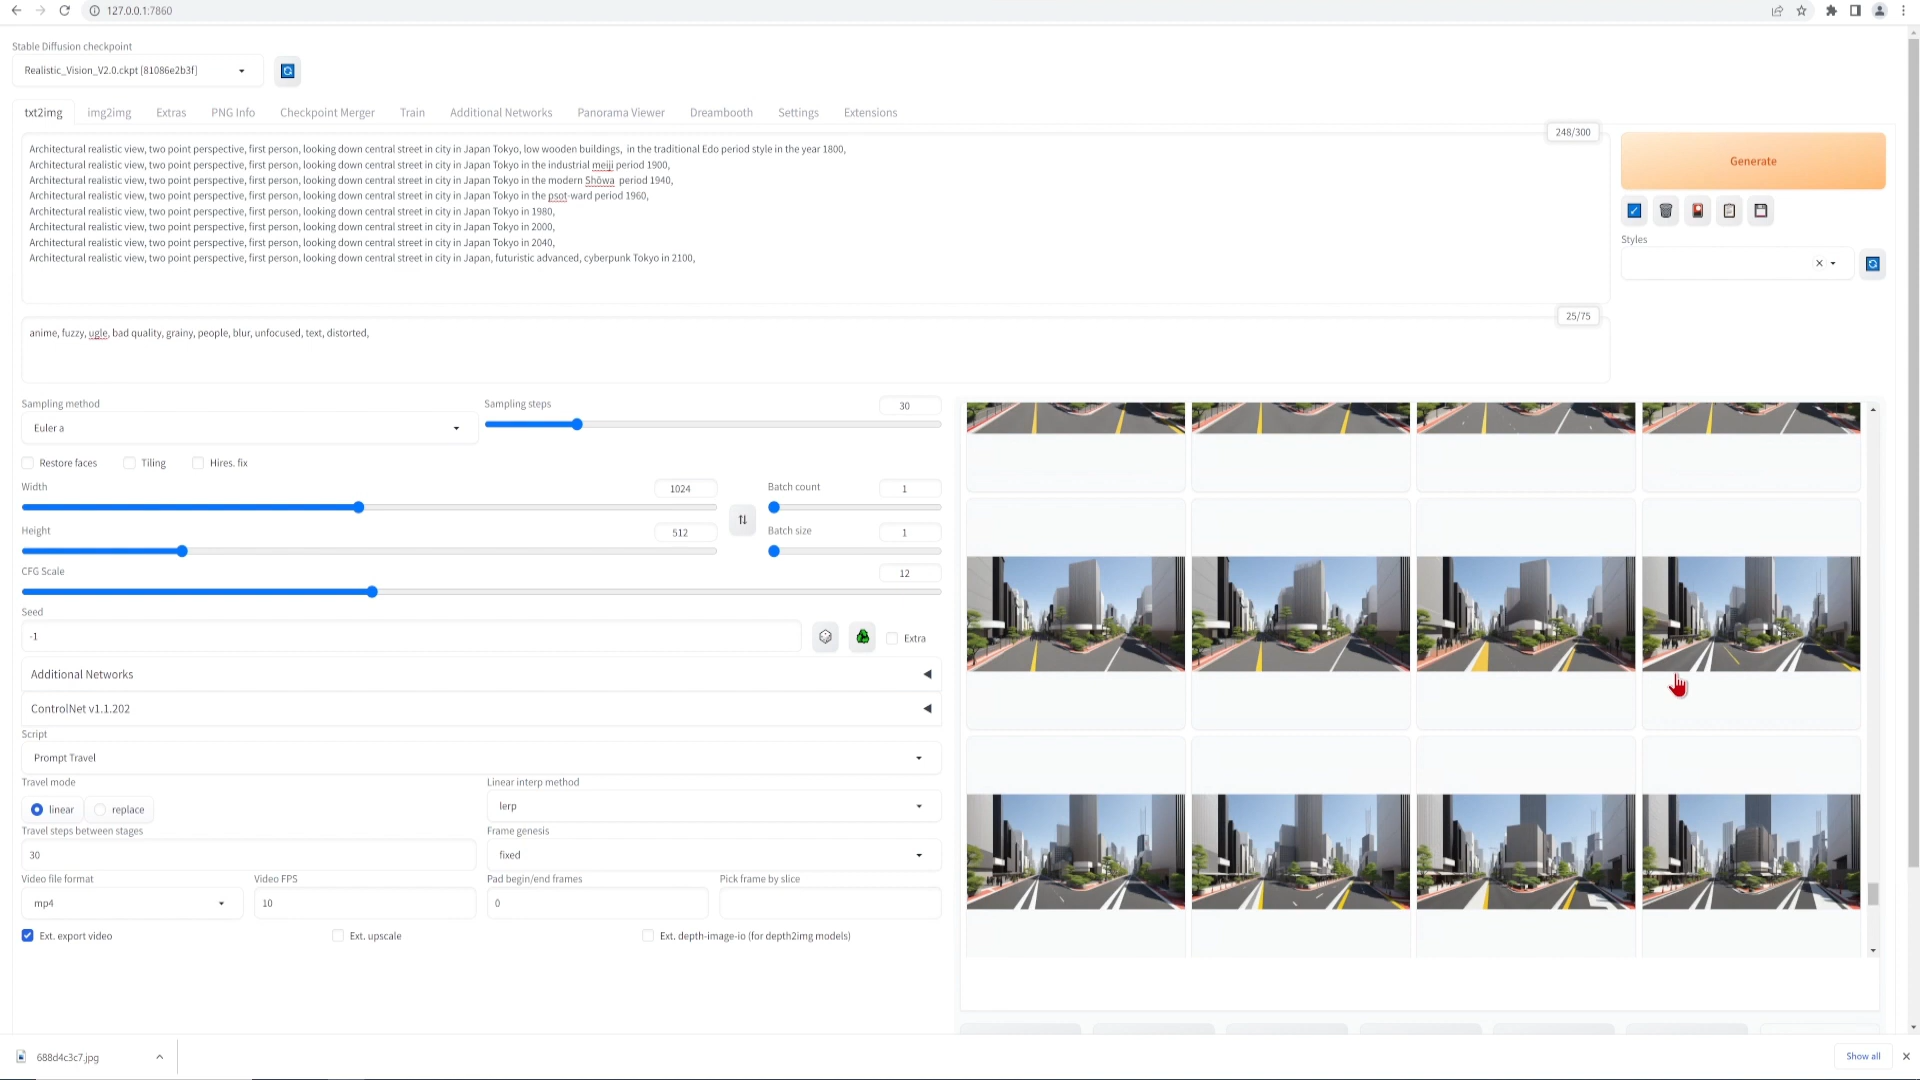 127.0.0.1:7860
Stable Diffusion checkpoint
Realistic_Vision_V2.0.ckpt [81086e2b3f]
txt2img img2img Extras PNG Info Checkpoint Merger Train Additional Networks Panorama Viewer Dreambooth Settings Extensions
248/300
Architectural realistic view, two point perspective, first person, looking down central street in city in Japan Tokyo, low wooden buildings, in the traditional Edo period style in the year 1800,
Architectural realistic view, two point perspective, first person, looking down central street in city in Japan Tokyo in the industrial meiji period 1900,
Architectural realistic view, two point perspective, first person, looking down central street in city in Japan Tokyo in the modern Shōwa period 1940,
Architectural realistic view, two point perspective, first person, looking down central street in city in Japan Tokyo in the psot-ward period 1960,
Architectural realistic view, two point perspective, first person, looking down central street in city in Japan Tokyo in 1980,
Architectural realistic view, two point perspective, first person, looking down central street in city in Japan Tokyo in 2000,
Architectural realistic view, two point perspective, first person, looking down central street in city in Japan Tokyo in 2040,
Architectural realistic view, two point perspective, first person, looking down central street in city in Japan, futuristic advanced, cyberpunk Tokyo in 2100,
Generate
Styles
25/75
anime, fuzzy, ugle, bad quality, grainy, people, blur, unfocused, text, distorted,
Sampling method
Euler a
Sampling steps
30
Restore faces Tiling Hires. fix
Width
1024
Batch count
1
Height
512
Batch size
1
CFG Scale
12
Seed
-1
Extra
Additional Networks
ControlNet v1.1.202
Script
Prompt Travel
Travel mode
linear replace
Linear interp method
lerp
Travel steps between stages
30
Frame genesis
fixed
Video file format
mp4
Video FPS
10
Pad begin/end frames
0
Pick frame by slice
Ext. export video Ext. upscale Ext. depth-image-io (for depth2img models)
688d4c3c7.jpg
Show all